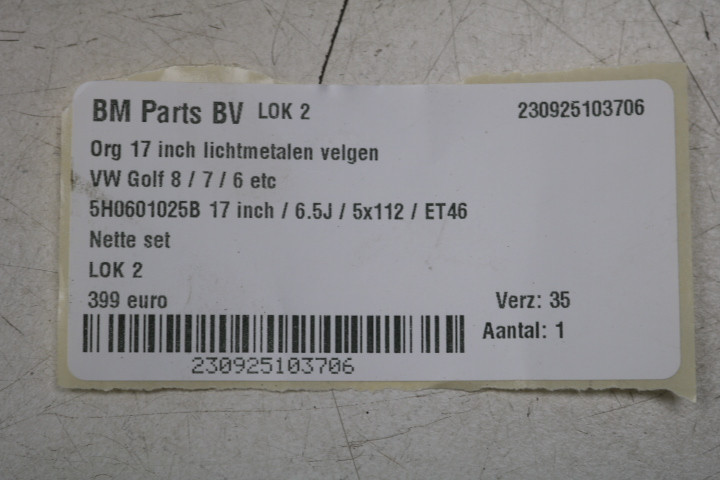 BM Parts BV LOK 2 230925103706
Org 17 inch lichtmetalen velgen
VW Golf 8 / 7 / 6 etc
5H0601025B 17 inch / 6.5J / 5x112 / ET46
Nette set
LOK 2
399 euro Verz: 35
Aantal: 1
230925103706